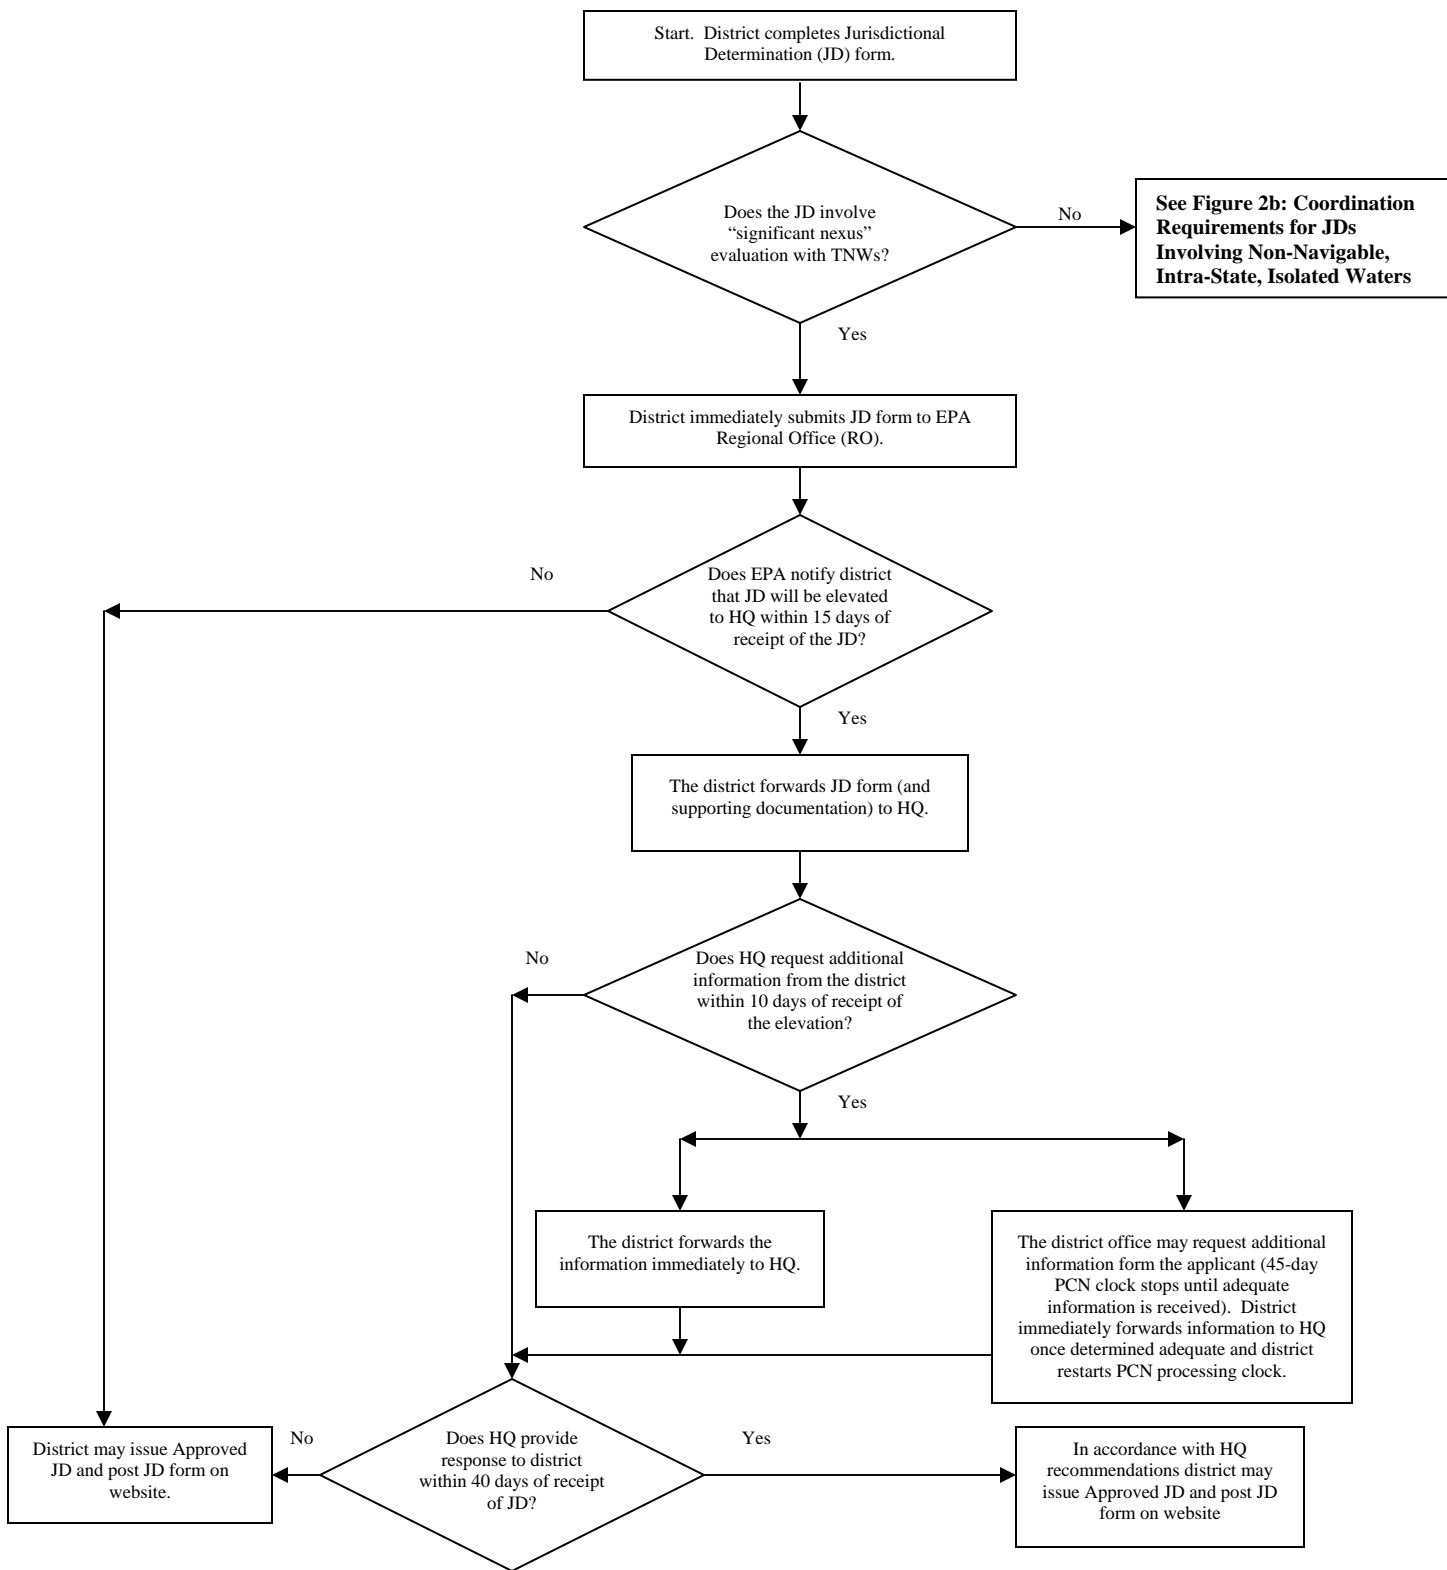 Start. District completes Jurisdictional
Determination (JD) form.
Does the JD involve
“significant nexus”
evaluation with TNWs?
No
See Figure 2b: Coordination
Requirements for JDs
Involving Non-Navigable,
Intra-State, Isolated Waters
Yes
District immediately submits JD form to EPA
Regional Office (RO).
No
Does EPA notify district
that JD will be elevated
to HQ within 15 days of
receipt of the JD?
Yes
The district forwards JD form (and
supporting documentation) to HQ.
No
Does HQ request additional
information from the district
within 10 days of receipt of
the elevation?
Yes
The district forwards the
information immediately to HQ.
The district office may request additional
information form the applicant (45-day
PCN clock stops until adequate
information is received). District
immediately forwards information to HQ
once determined adequate and district
restarts PCN processing clock.
District may issue Approved
JD and post JD form on
website.
No
Does HQ provide
response to district
within 40 days of receipt
of JD?
Yes
In accordance with HQ
recommendations district may
issue Approved JD and post JD
form on website